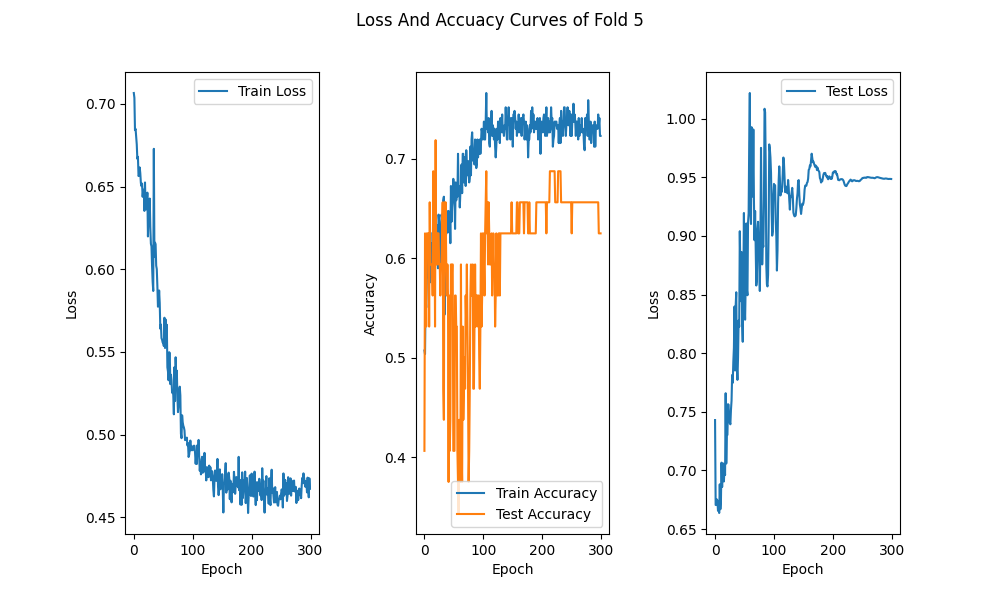 Loss And Accuacy Curves of Fold 5
Train Loss
0.70
0.65
0.60
0.55
0.50
0.45
Loss
0 100 200 300
Epoch
0.7
0.6
0.5
0.4
Accuracy
Train Accuracy
Test Accuracy
0 100 200 300
Epoch
Test Loss
1.00
0.95
0.90
0.85
0.80
0.75
0.70
0.65
Loss
0 100 200 300
Epoch